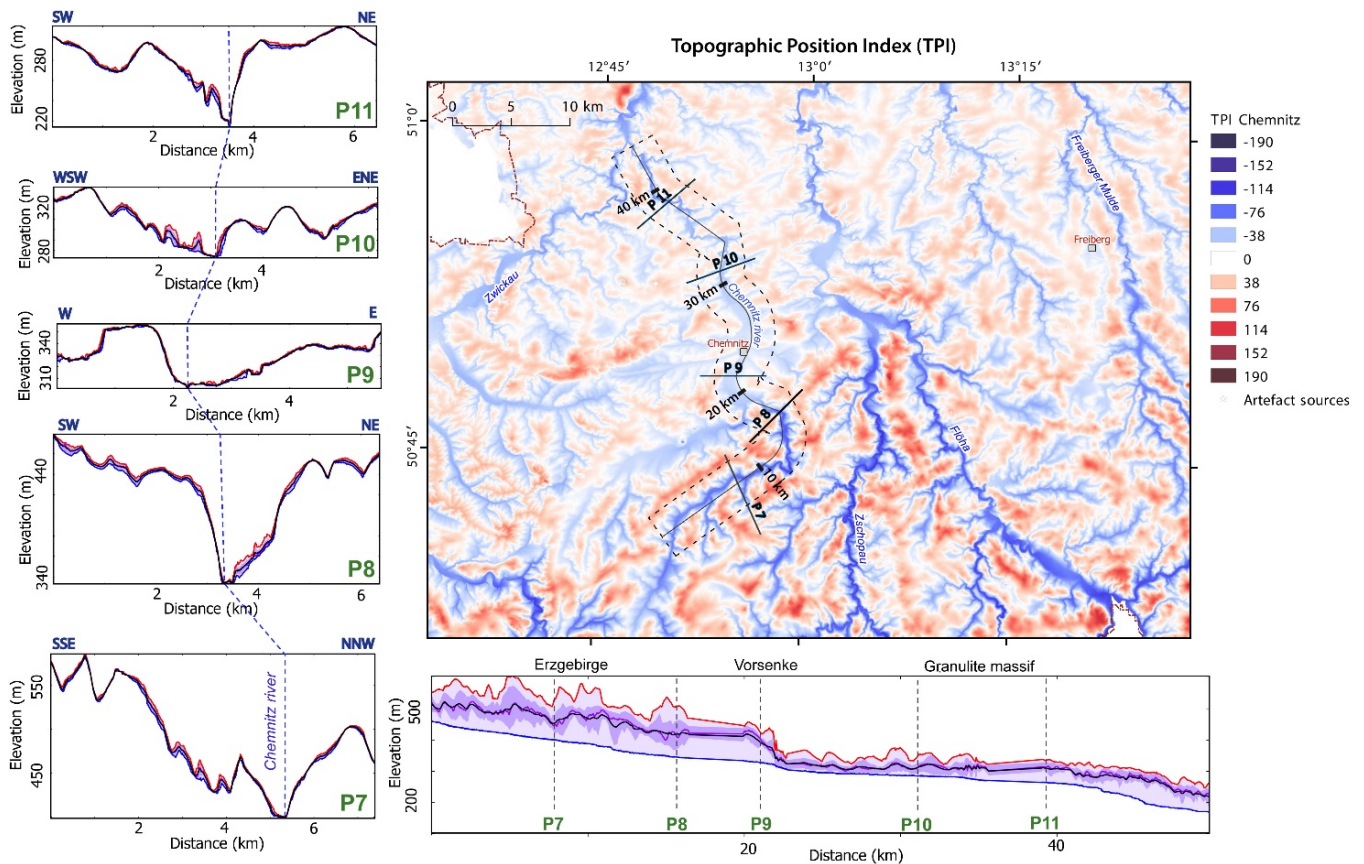 SW NE
Elevation (m)
280
220
P11
2 4 6
Distance (km)
WSW ENE
Elevation (m)
320
280
P10
2 4 6
Distance (km)
W E
Elevation (m)
340
310
P9
2 4 6
Distance (km)
SW NE
Elevation (m)
440
340
P8
2 4 6
Distance (km)
SSE NNW
Elevation (m)
550
450
Chemnitz river
P7
2 4 6
Distance (km)
Topographic Position Index (TPI)
12°45′ 13°0′ 13°15′
51°0′
50°45′
0 5 10 km
40 km
P 11
P 10
30 km
Chemnitz river
Chemnitz
P 9
20 km
P 8
10 km
P7
Zwickau
Freiberger Mulde
Freiberg
Flöha
Zschopau
TPI Chemnitz
-190
-152
-114
-76
-38
0
38
76
114
152
190
Artefact sources
Erzgebirge Vorsenke Granulite massif
Elevation (m)
500
200
P7 P8 P9 P10 P11
20 40
Distance (km)